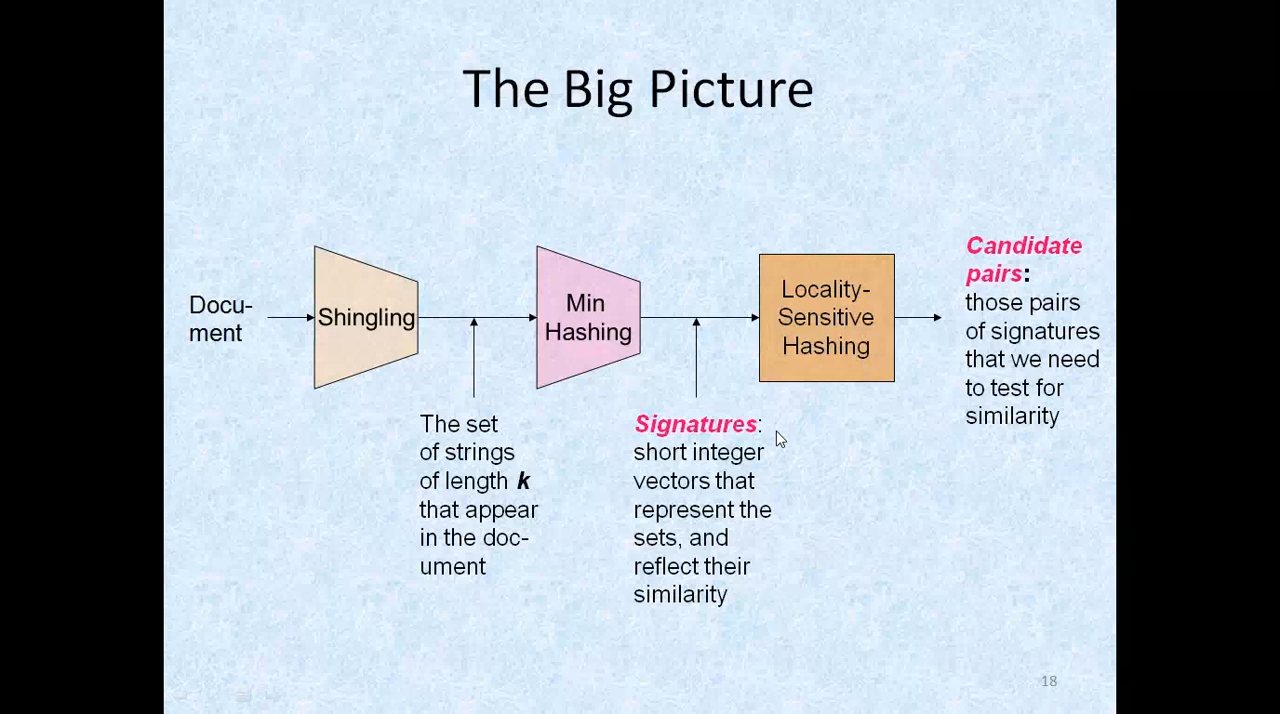 The Big Picture
Docu-
ment
Shingling
Min
Hashing
Locality-
Sensitive
Hashing
Candidate
pairs:
those pairs
of signatures
that we need
to test for
similarity
The set
of strings
of length k
that appear
in the doc-
ument
Signatures:
short integer
vectors that
represent the
sets, and
reflect their
similarity
18